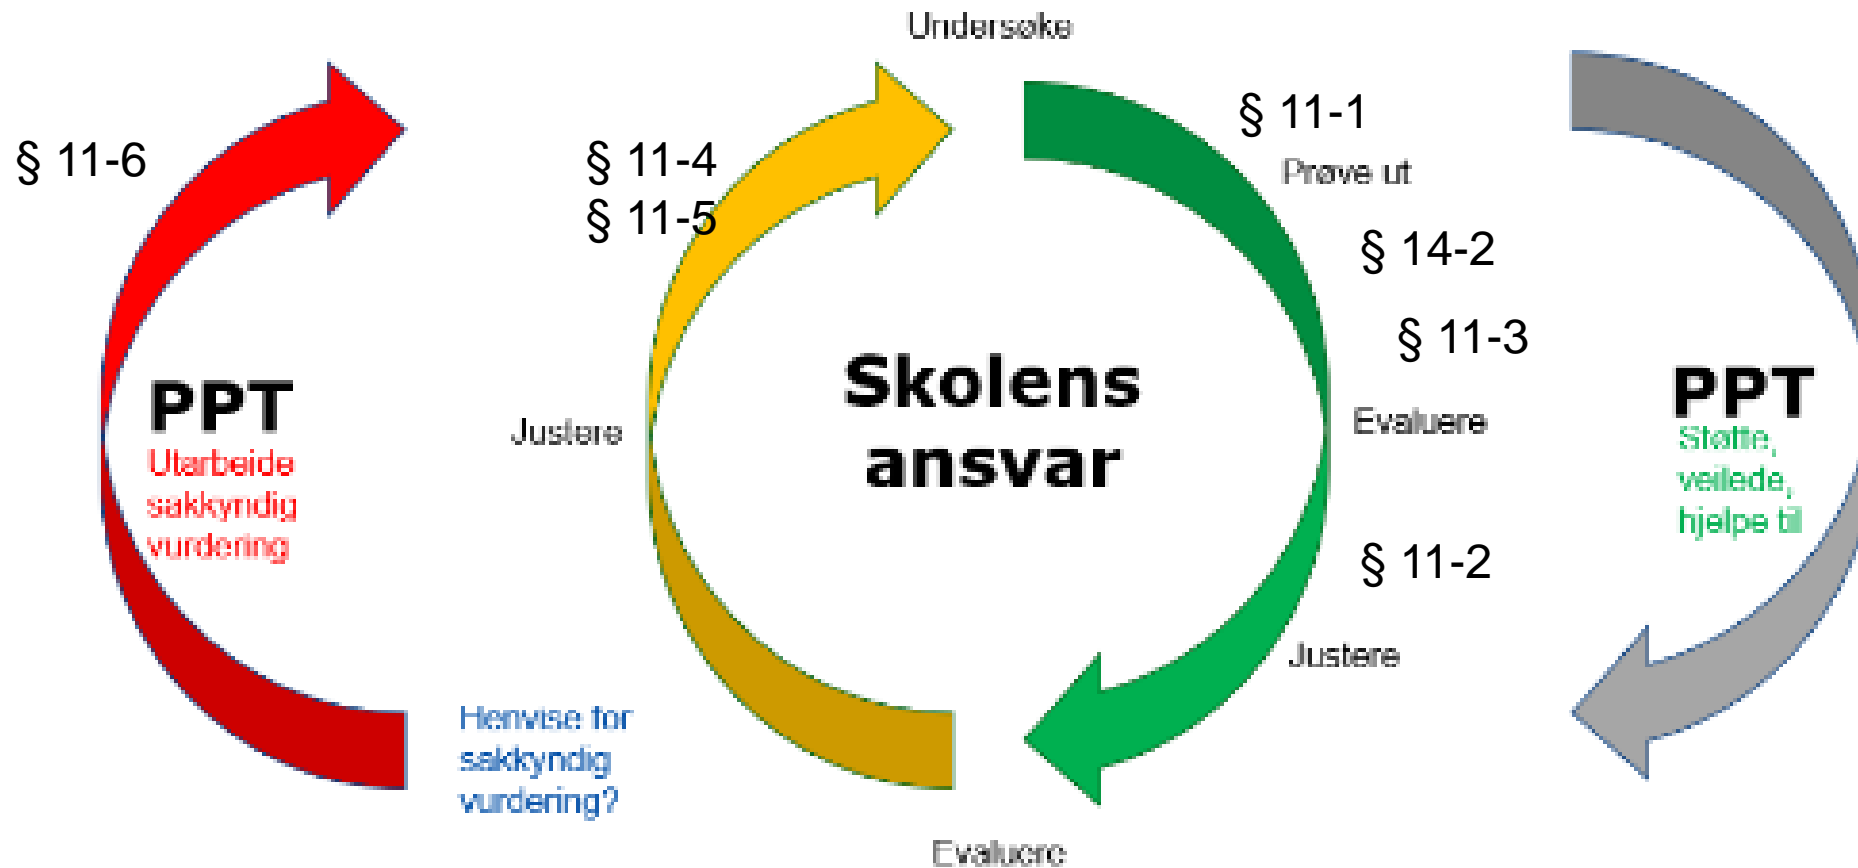 Undersøke
§ 11-6
§ 11-4
§ 11-5
§ 11-1
Prøve ut
§ 14-2
§ 11-3
PPT
Utarbeide
sakkyndig
vurdering
Justere
Skolens
ansvar
Evaluere
PPT
Støtte,
veilede,
hjelpe til
§ 11-2
Justere
Henvise for
sakkyndig
vurdering?
Evaluere